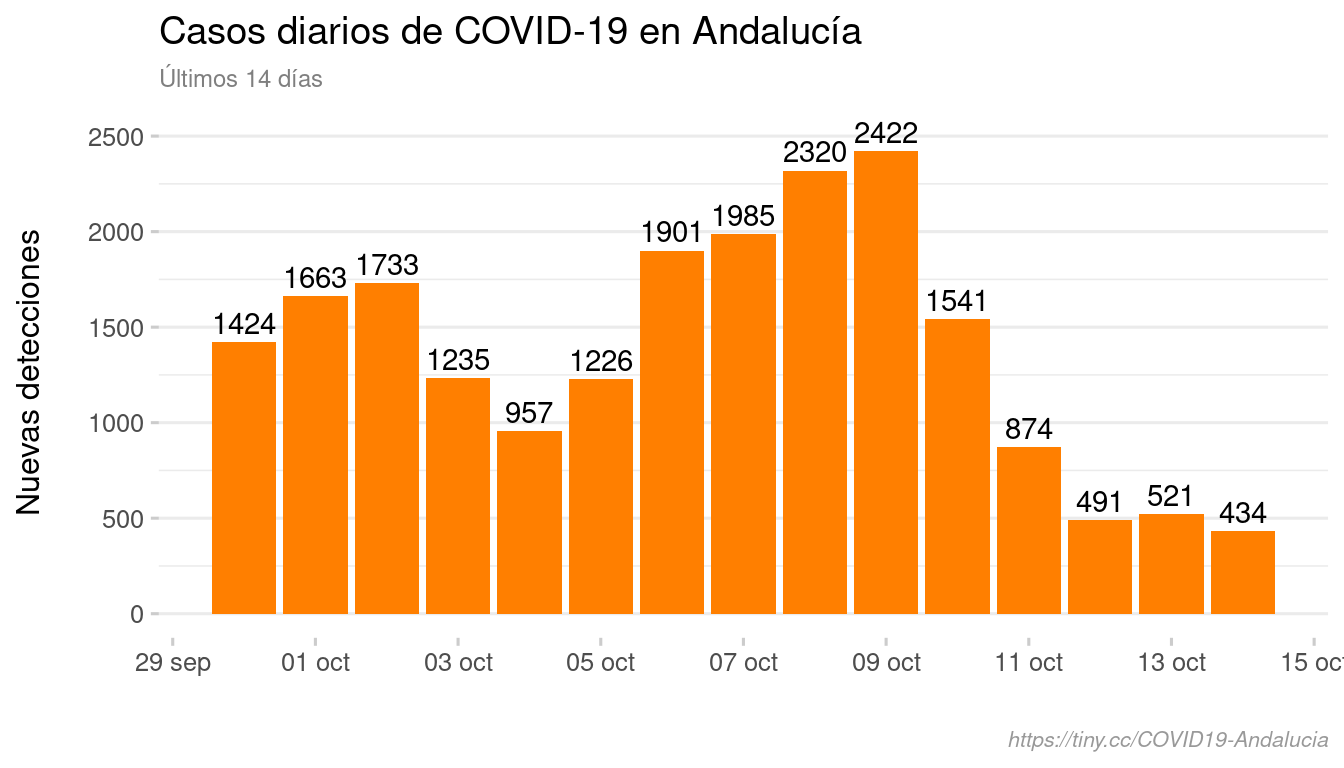 Casos diarios de COVID-19 en Andalucía
Últimos 14 días
Nuevas detecciones
2500
2000
1500
1000
500
0
1424
1663
1733
1235
957
1226
1901
1985
2320
2422
1541
874
491
521
434
29 sep
01 oct
03 oct
05 oct
07 oct
09 oct
11 oct
13 oct
15 oct
https://tiny.cc/COVID19-Andalucia